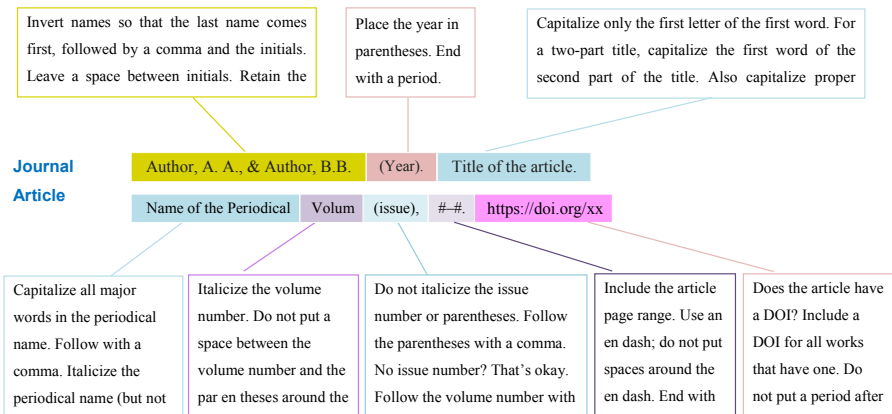 Invert names so that the last name comes
first, followed by a comma and the initials.
Leave a space between initials. Retain the
Place the year in
parentheses. End
with a period.
Capitalize only the first letter of the first word. For
a two-part title, capitalize the first word of the
second part of the title. Also capitalize proper
Journal
Article
Author, A. A., & Author, B.B. (Year). Title of the article.
Name of the Periodical Volum (issue), #–#. https://doi.org/xx
Capitalize all major
words in the periodical
name. Follow with a
comma. Italicize the
periodical name (but not
Italicize the volume
number. Do not put a
space between the
volume number and the
par en theses around the
Do not italicize the issue
number or parentheses. Follow
the parentheses with a comma.
No issue number? That's okay.
Follow the volume number with
Include the article
page range. Use an
en dash; do not put
spaces around the
en dash. End with
Does the article have
a DOI? Include a
DOI for all works
that have one. Do
not put a period after